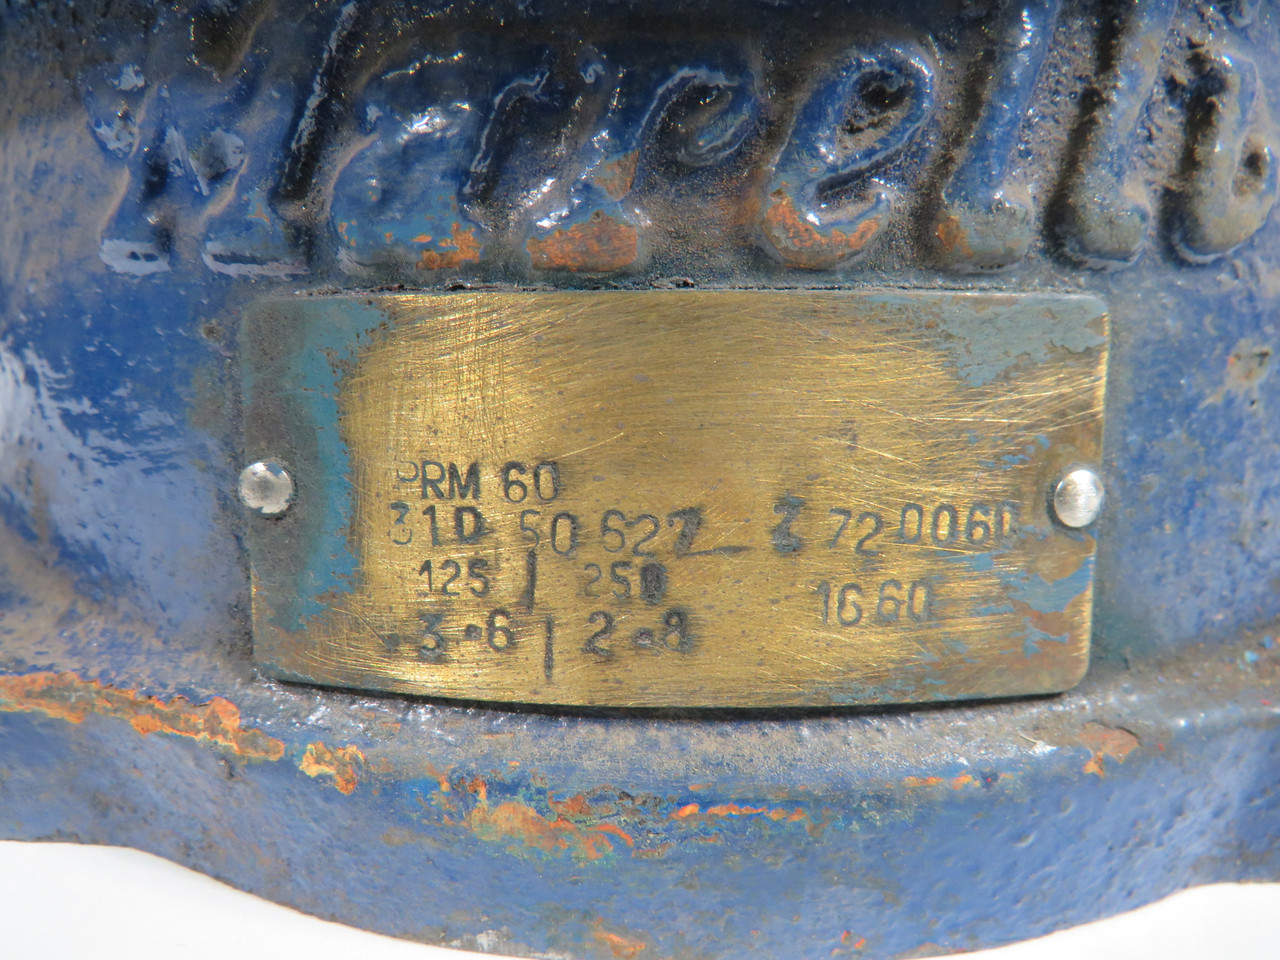 PRM 60
31D 50 627 - Z 72 0060
125 / 250 1660
3.6 / 2.8